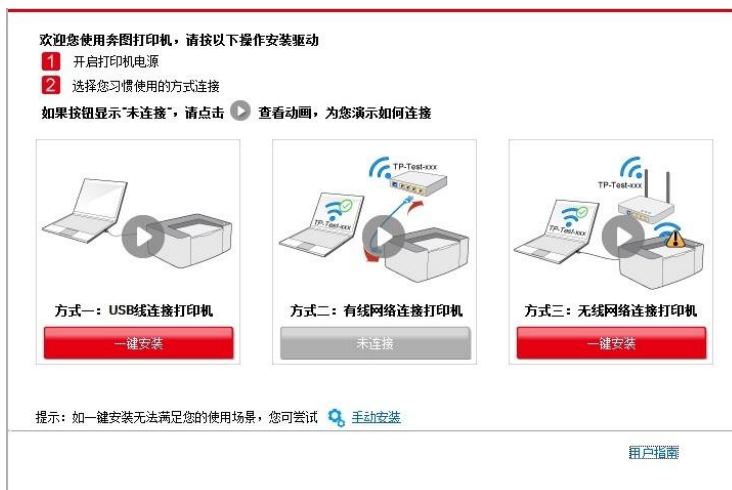 欢迎您使用奔图打印机，请按以下操作安装驱动
1 开启打印机电源
2 选择您习惯使用的方式连接
如果按钮显示"未连接"，请点击 查看动画，为您演示如何连接
TP-Test-xxx
TP-Test-xxx
TP-Test-xxx
TP-Test-xxx
方式一：USB线连接打印机
方式二：有线网络连接打印机
方式三：无线网络连接打印机
一键安装
未连接
一键安装
提示：如一键安装无法满足您的使用场景，您可尝试 手动安装
用户指南